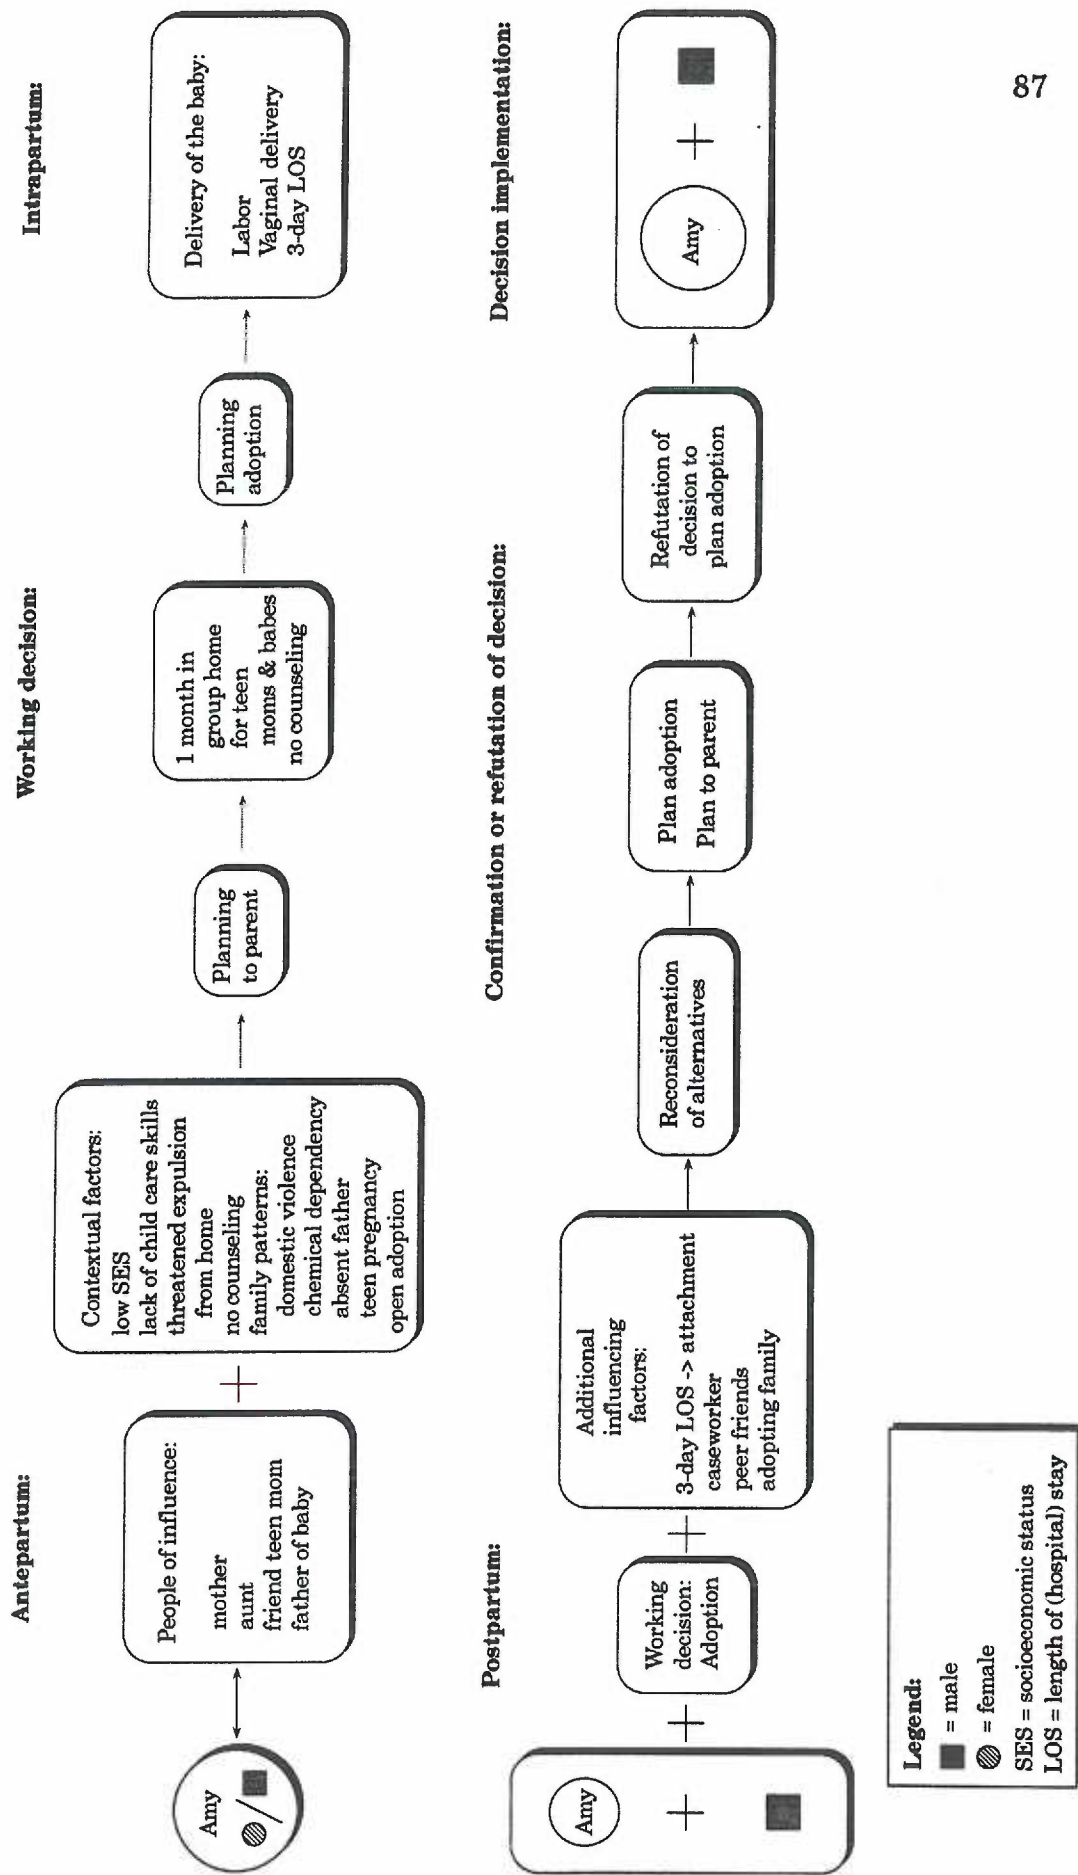 Antepartum:
Working decision:
Intrapartum:
Amy
/
People of influence:
mother
aunt
friend teen mom
father of baby
+
Contextual factors:
low SES
lack of child care skills
threatened expulsion
from home
no counseling
family patterns:
domestic violence
chemical dependency
absent father
teen pregnancy
open adoption
Planning
to parent
1 month in
group home
for teen
moms & babes
no counseling
Planning
adoption
Delivery of the baby:
Labor
Vaginal delivery
3-day LOS
Postpartum:
Confirmation or refutation of decision:
Decision implementation:
Amy
+
+
Working
decision:
Adoption
+
Additional
influencing
factors:
3-day LOS -> attachment
caseworker
peer friends
adopting family
Reconsideration
of alternatives
Plan adoption
Plan to parent
Refutation of
decision to
plan adoption
Amy
+
Legend:
= male
= female
SES = socioeconomic status
LOS = length of (hospital) stay
87